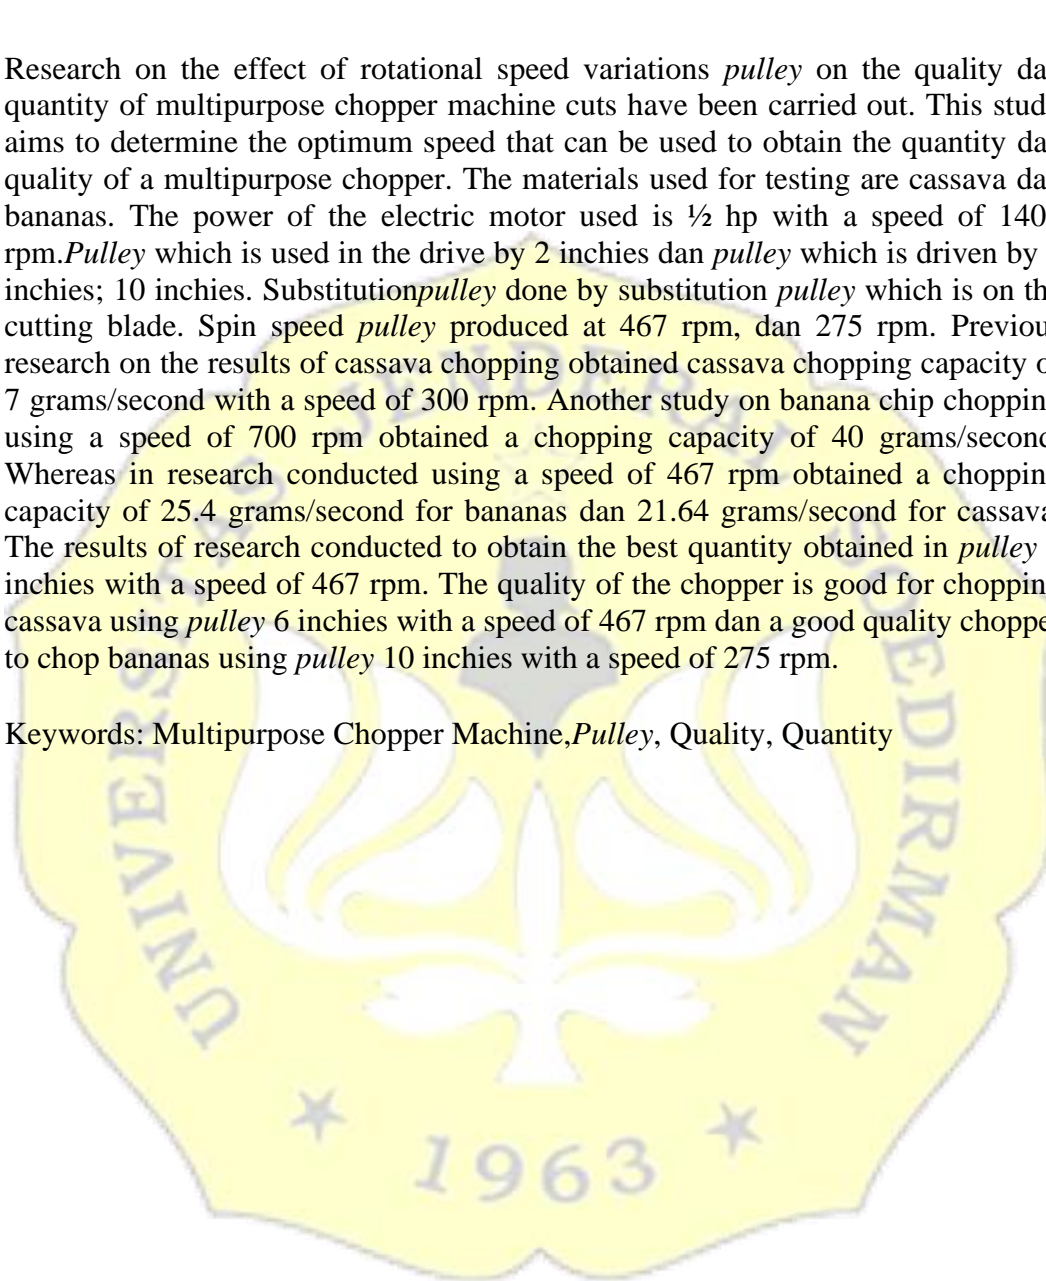 Research on the effect of rotational speed variations pulley on the quality da
quantity of multipurpose chopper machine cuts have been carried out. This stud
aims to determine the optimum speed that can be used to obtain the quantity da
quality of a multipurpose chopper. The materials used for testing are cassava da
bananas. The power of the electric motor used is ½ hp with a speed of 140
rpm.Pulley which is used in the drive by 2 inchies dan pulley which is driven by
inchies; 10 inchies. Substitutionpulley done by substitution pulley which is on th
cutting blade. Spin speed pulley produced at 467 rpm, dan 275 rpm. Previou
research on the results of cassava chopping obtained cassava chopping capacity o
7 grams/second with a speed of 300 rpm. Another study on banana chip choppin
using a speed of 700 rpm obtained a chopping capacity of 40 grams/second
Whereas in research conducted using a speed of 467 rpm obtained a choppin
capacity of 25.4 grams/second for bananas dan 21.64 grams/second for cassava
The results of research conducted to obtain the best quantity obtained in pulley
inchies with a speed of 467 rpm. The quality of the chopper is good for choppin
cassava using pulley 6 inchies with a speed of 467 rpm dan a good quality choppe
to chop bananas using pulley 10 inchies with a speed of 275 rpm.
Keywords: Multipurpose Chopper Machine,Pulley, Quality, Quantity
UNIVERSITAS JENDERAL SOEDIRMAN
1963